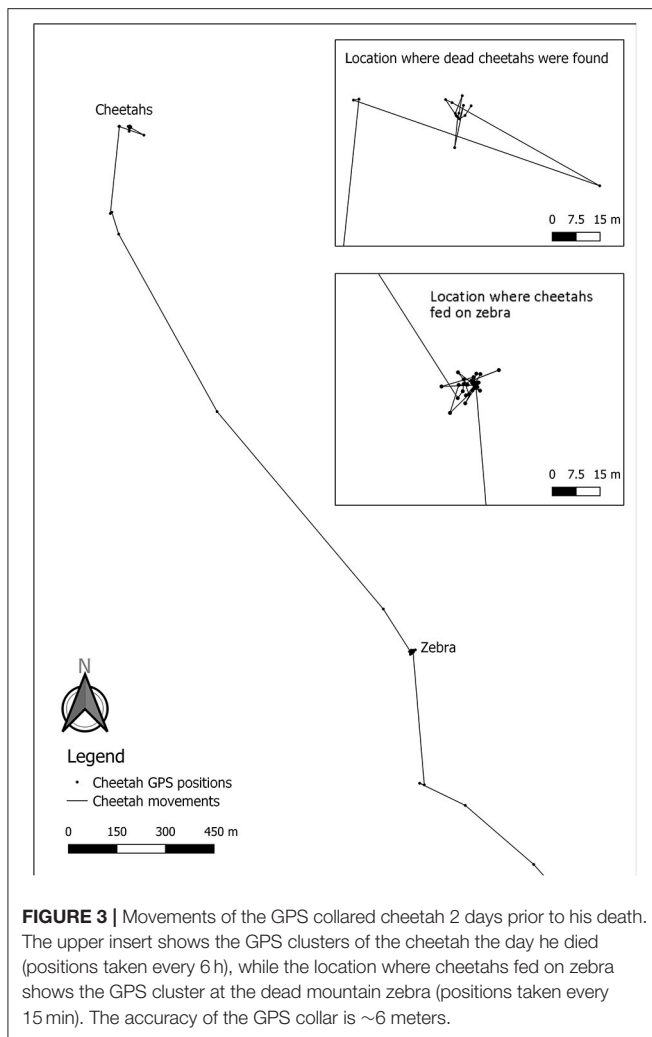 Location where dead cheetahs were found
Cheetahs
0 7.5 15 m
Location where cheetahs
fed on zebra
0 7.5 15 m
Zebra
N
Legend
Cheetah GPS positions
Cheetah movements
0 150 300 450 m
FIGURE 3 | Movements of the GPS collared cheetah 2 days prior to his death.
The upper insert shows the GPS clusters of the cheetah the day he died
(positions taken every 6 h), while the location where cheetahs fed on zebra
shows the GPS cluster at the dead mountain zebra (positions taken every
15 min). The accuracy of the GPS collar is ~6 meters.